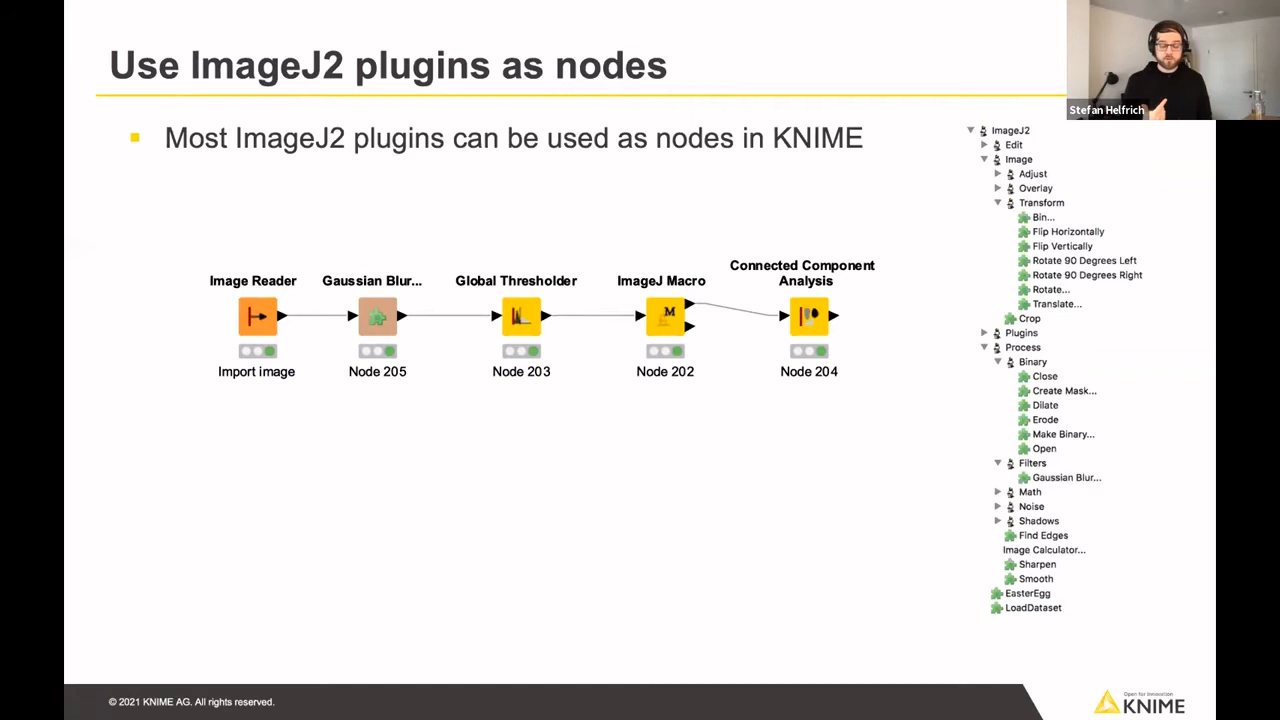 Use ImageJ2 plugins as nodes
Stefan Helfrich
Most ImageJ2 plugins can be used as nodes in KNIME
Image Reader
Gaussian Blur...
Global Thresholder
ImageJ Macro
Connected Component
Analysis
M
Import image
Node 205
Node 203
Node 202
Node 204
ImageJ2
Edit
Image
Adjust
Overlay
Transform
Bin...
Flip Horizontally
Flip Vertically
Rotate 90 Degrees Left
Rotate 90 Degrees Right
Rotate...
Translate...
Crop
Plugins
Process
Binary
Close
Create Mask...
Dilate
Erode
Make Binary...
Open
Filters
Gaussian Blur...
Math
Noise
Shadows
Find Edges
Image Calculator...
Sharpen
Smooth
EasterEgg
LoadDataset
© 2021 KNIME AG. All rights reserved.
Open for Innovation
KNIME